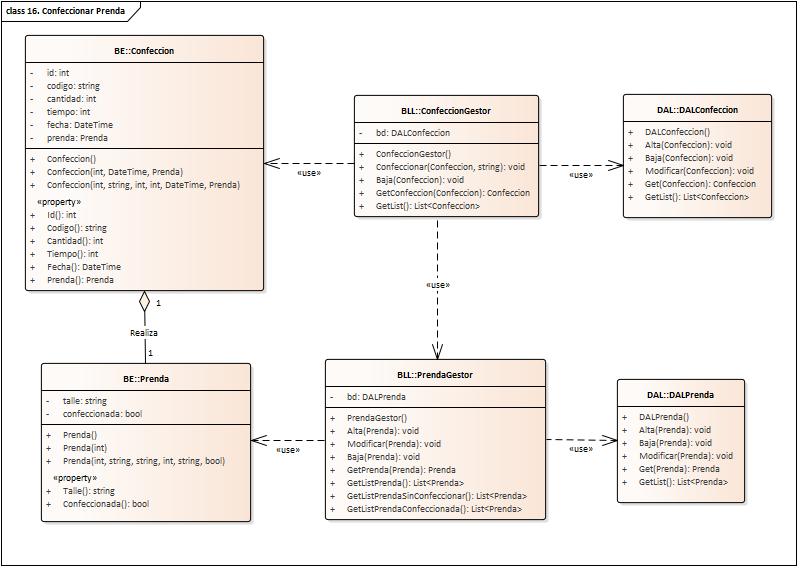 class 16. Confeccionar Prenda
BE::Confeccion
- id: int
- codigo: string
- cantidad: int
- tiempo: int
- fecha: DateTime
- prenda: Prenda
+ Confeccion()
+ Confeccion(int, DateTime, Prenda)
+ Confeccion(int, string, int, int, DateTime, Prenda)
«property»
+ Id(): int
+ Codigo(): string
+ Cantidad(): int
+ Tiempo(): int
+ Fecha(): DateTime
+ Prenda(): Prenda
«use»
BLL::ConfeccionGestor
- bd: DALConfeccion
+ ConfeccionGestor()
+ Confeccionar(Confeccion, string): void
+ Baja(Confeccion): void
+ GetConfeccion(Confeccion): Confeccion
+ GetList(): List<Confeccion>
«use»
DAL::DALConfeccion
+ DALConfeccion()
+ Alta(Confeccion): void
+ Baja(Confeccion): void
+ Modificar(Confeccion): void
+ Get(Confeccion): Confeccion
+ GetList(): List<Confeccion>
«use»
1
Realiza
1
BE::Prenda
- talle: string
- confeccionada: bool
+ Prenda()
+ Prenda(int)
+ Prenda(int, string, string, int, string, bool)
«property»
+ Talle(): string
+ Confeccionada(): bool
«use»
BLL::PrendaGestor
- bd: DALPrenda
+ PrendaGestor()
+ Alta(Prenda): void
+ Modificar(Prenda): void
+ Baja(Prenda): void
+ GetPrenda(Prenda): Prenda
+ GetListPrenda(): List<Prenda>
+ GetListPrendaSinConfeccionar(): List<Prenda>
+ GetListPrendaConfeccionada(): List<Prenda>
«use»
DAL::DALPrenda
+ DALPrenda()
+ Alta(Prenda): void
+ Baja(Prenda): void
+ Modificar(Prenda): void
+ Get(Prenda): Prenda
+ GetList(): List<Prenda>